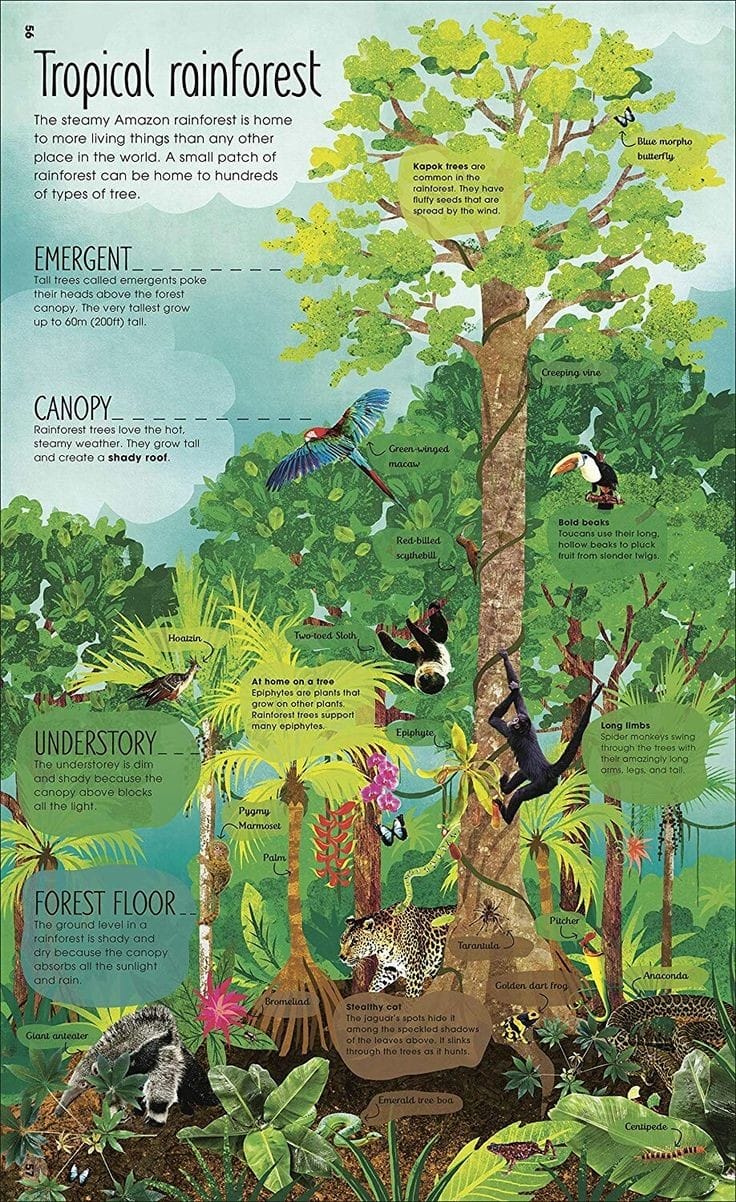 56
Tropical rainforest
The steamy Amazon rainforest is home
to more living things than any other
place in the world. A small patch of
rainforest can be home to hundreds
of types of tree.
Blue morpho
butterfly
Kapok trees are
common in the
rainforest. They have
fluffy seeds that are
spread by the wind.
EMERGENT
Tall trees called emergents poke
their heads above the forest
canopy. The very tallest grow
up to 60m (200ft) tall.
Creeping vine
CANOPY
Rainforest trees love the hot,
steamy weather. They grow tall
and create a shady roof.
Green-winged
macaw
Bold beaks
Toucans use their long,
hollow beaks to pluck
fruit from slender twigs.
Red-billed
scythebill
Hoatzin
Two-toed Sloth
At home on a tree
Epiphytes are plants that
grow on other plants.
Rainforest trees support
many epiphytes.
Epiphyte
Long limbs
Spider monkeys swing
through the trees with
their amazingly long
arms, legs, and tail.
UNDERSTORY
The understorey is dim
and shady because the
canopy above blocks
all the light.
Pygmy
Marmoset
Palm
FOREST FLOOR
The ground level in a
rainforest is shady and
dry because the canopy
absorbs all the sunlight
and rain.
Pitcher
Tarantula
Anaconda
Golden dart frog
Bromeliad
Stealthy cat
The jaguar's spots hide it
among the speckled shadows
of the leaves above. It slinks
through the trees as it hunts.
Giant anteater
Emerald tree boa
Centipede
57